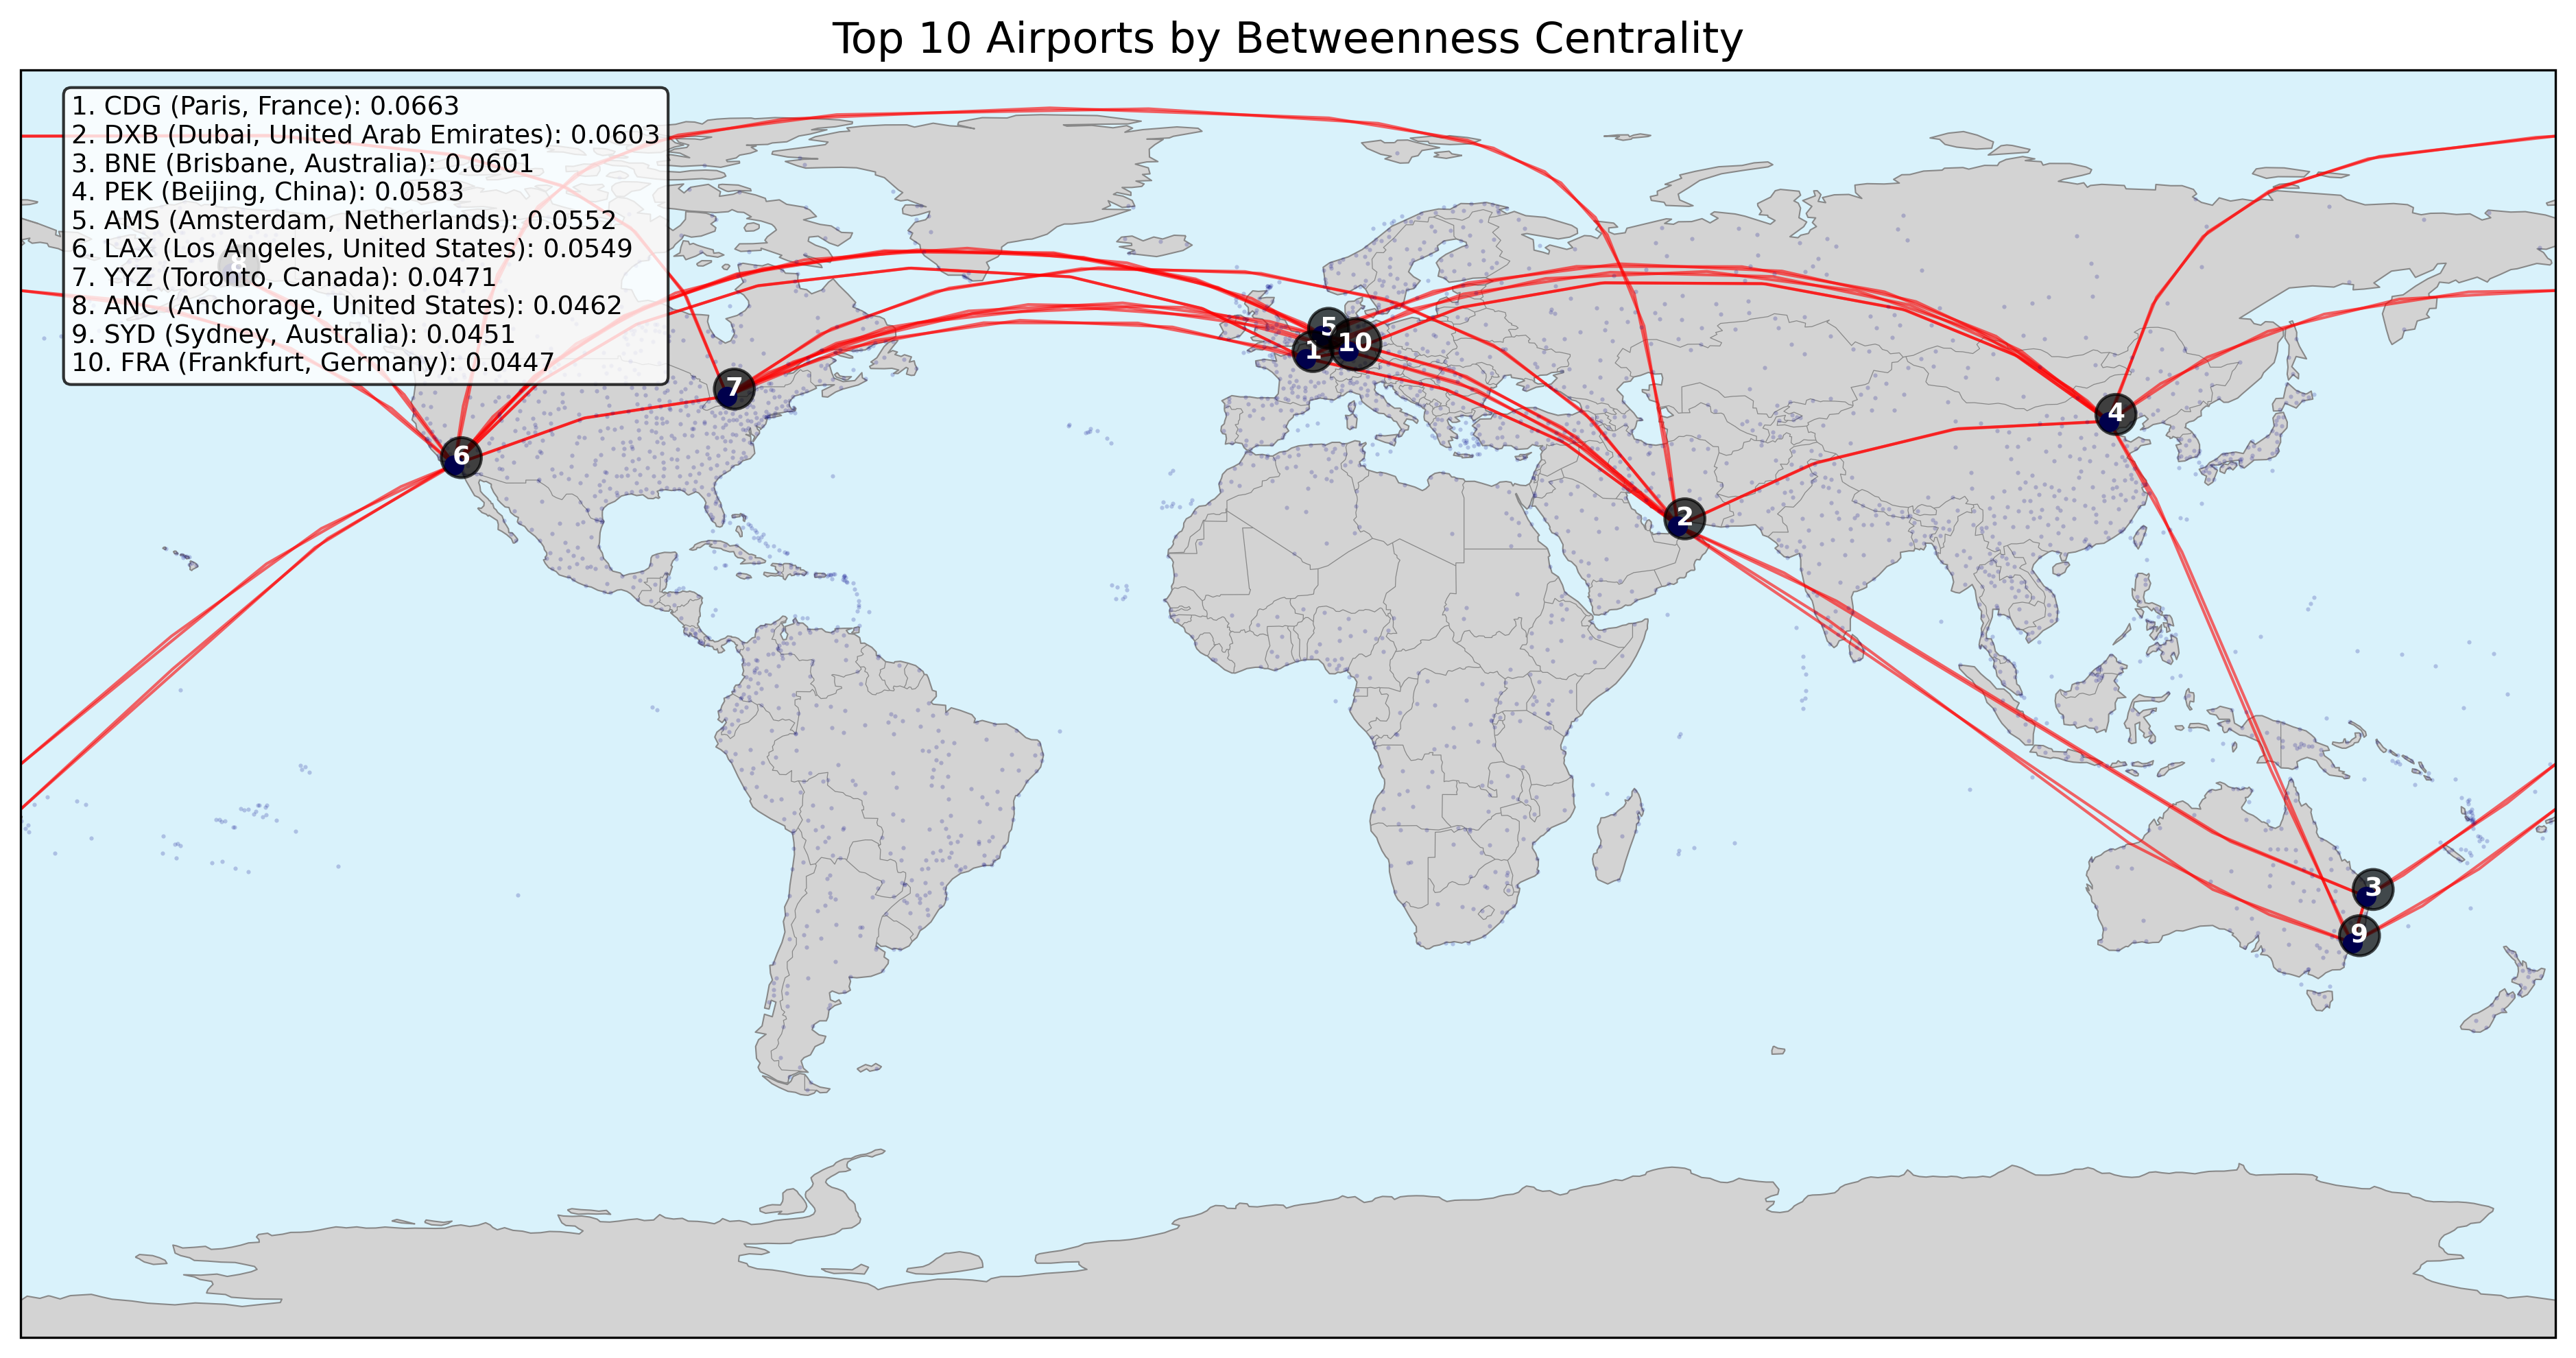 Top 10 Airports by Betweenness Centrality
1. CDG (Paris, France): 0.0663
2. DXB (Dubai, United Arab Emirates): 0.0603
3. BNE (Brisbane, Australia): 0.0601
4. PEK (Beijing, China): 0.0583
5. AMS (Amsterdam, Netherlands): 0.0552
6. LAX (Los Angeles, United States): 0.0549
7. YYZ (Toronto, Canada): 0.0471
8. ANC (Anchorage, United States): 0.0462
9. SYD (Sydney, Australia): 0.0451
10. FRA (Frankfurt, Germany): 0.0447
8
5
1
10
7
4
6
2
3
9